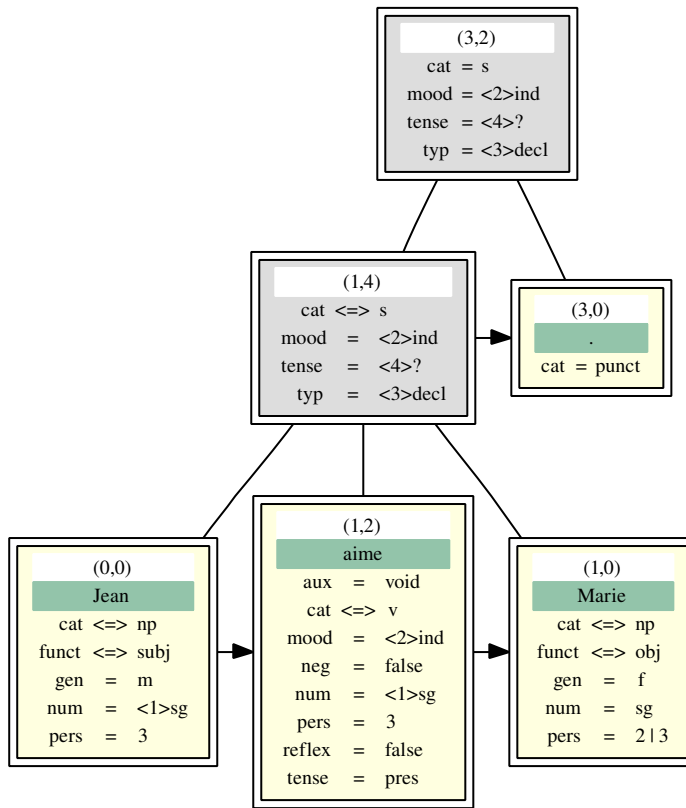 (3,2)
cat = s
mood = <2>ind
tense = <4>?
typ = <3>decl
(1,4)
cat <=> s
mood = <2>ind
tense = <4>?
typ = <3>decl
(3,0)
.
cat = punct
(0,0)
Jean
cat <=> np
funct <=> subj
gen = m
num = <1>sg
pers = 3
(1,2)
aime
aux = void
cat <=> v
mood = <2>ind
neg = false
num = <1>sg
pers = 3
reflex = false
tense = pres
(1,0)
Marie
cat <=> np
funct <=> obj
gen = f
num = sg
pers = 2 | 3